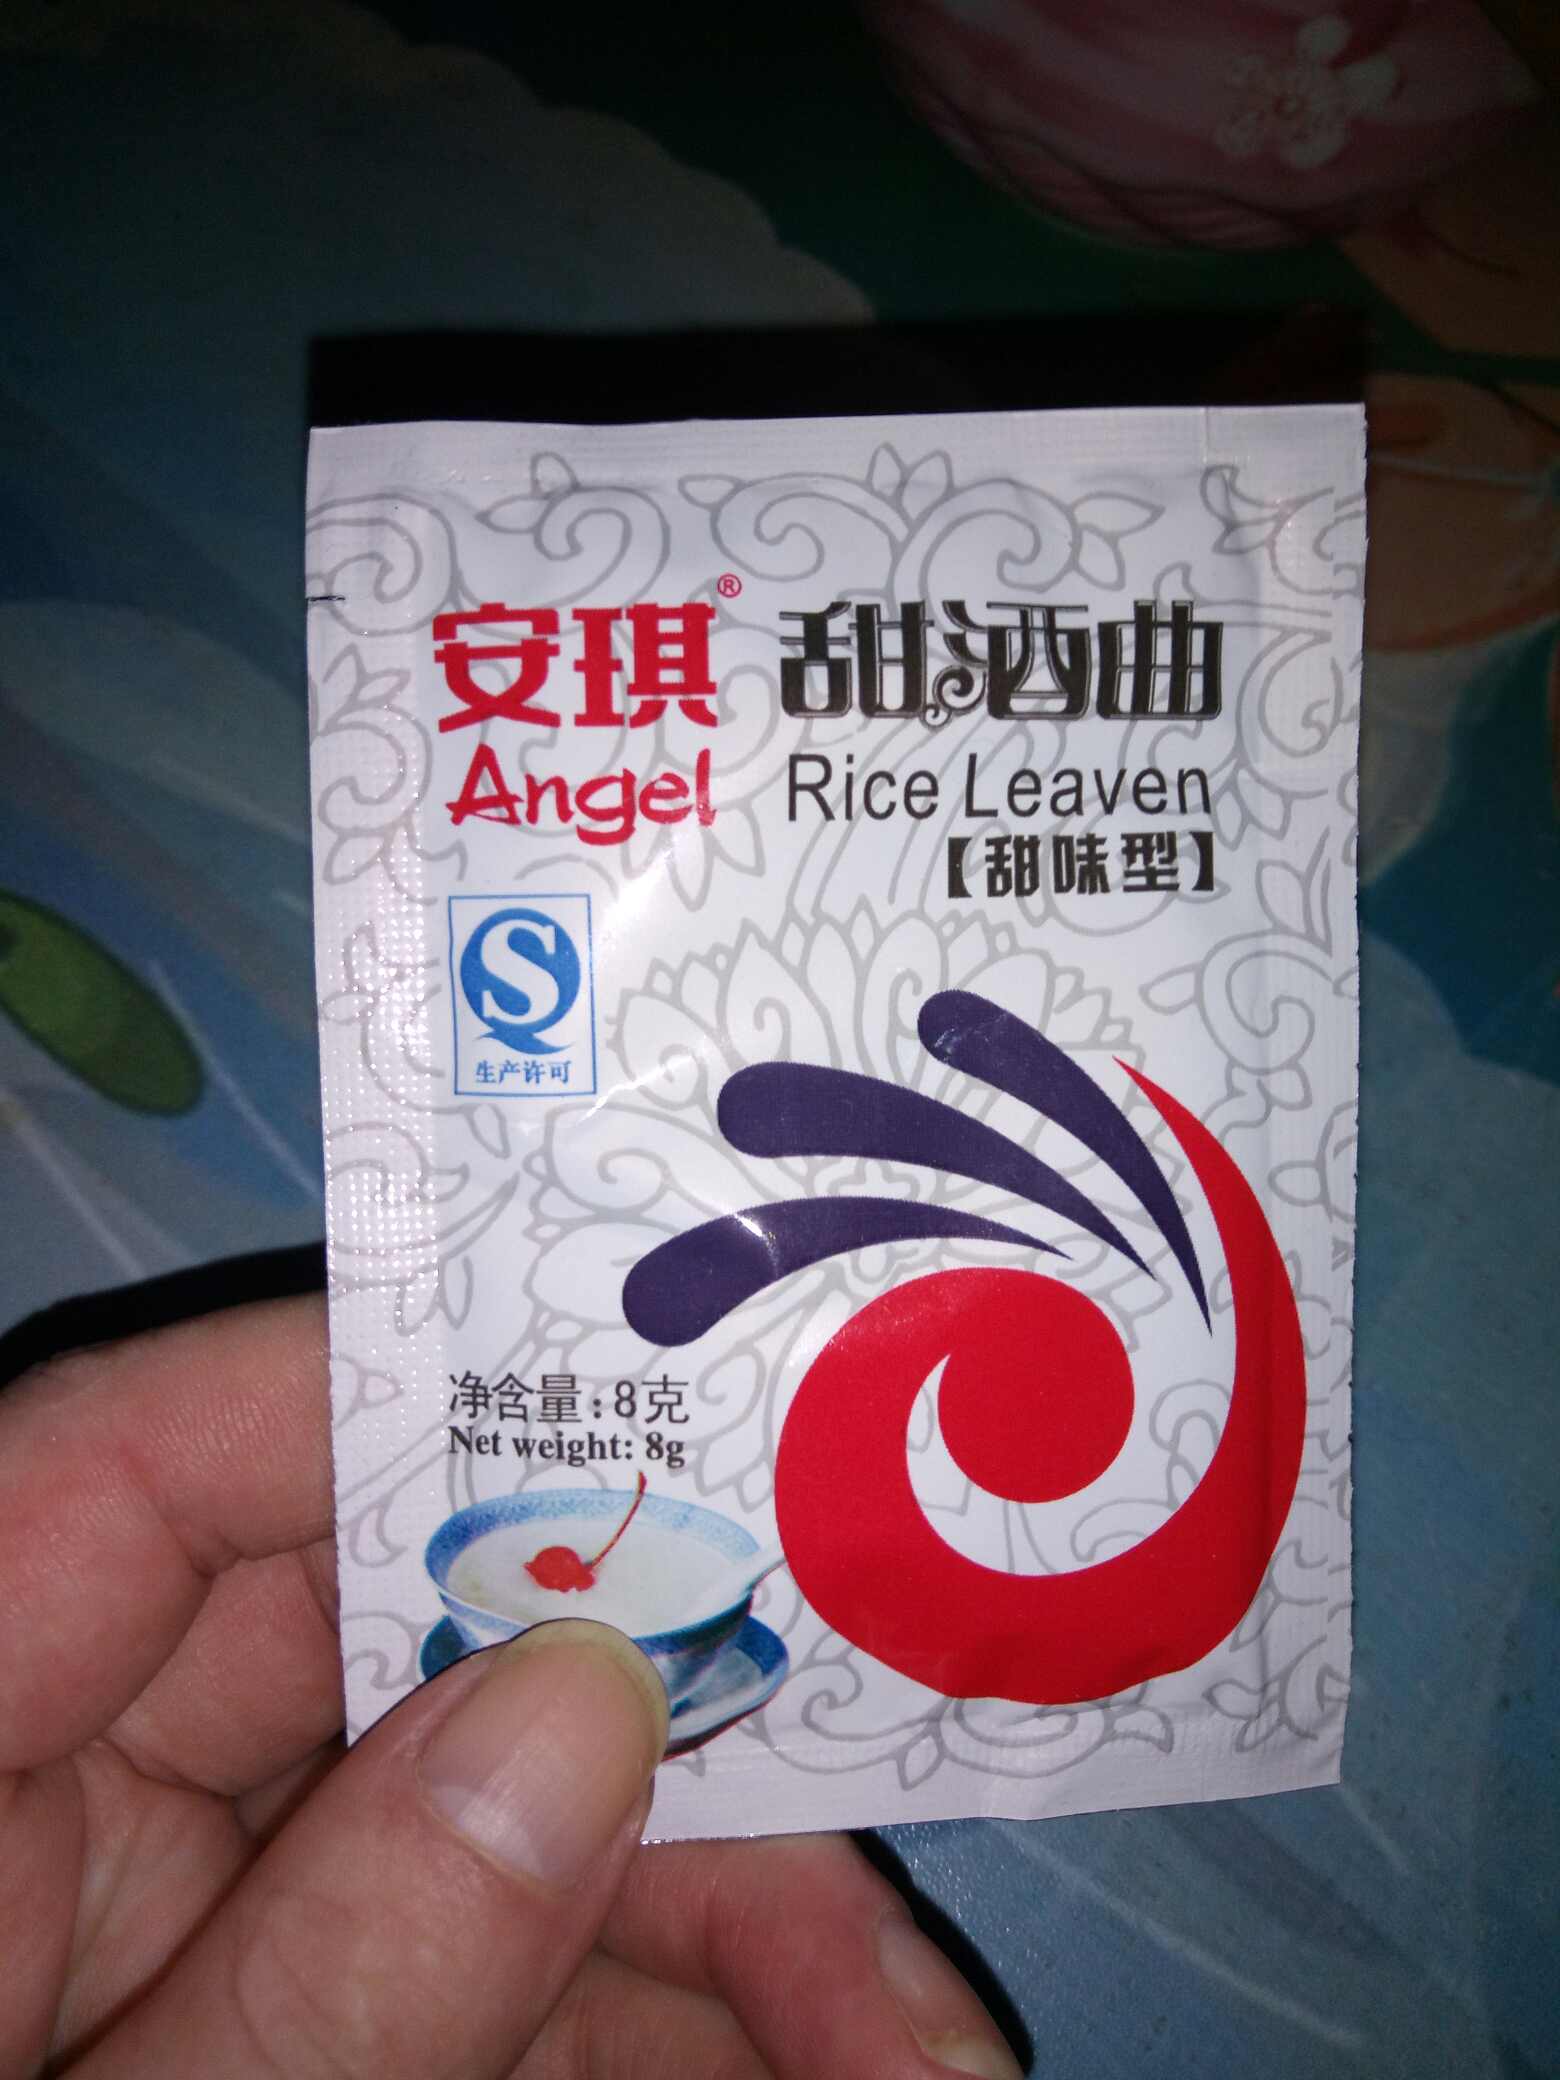 安琪® 甜酒曲
Angel Rice Leaven
【甜味型】
QS
生产许可
净含量:8克
Net weight: 8g